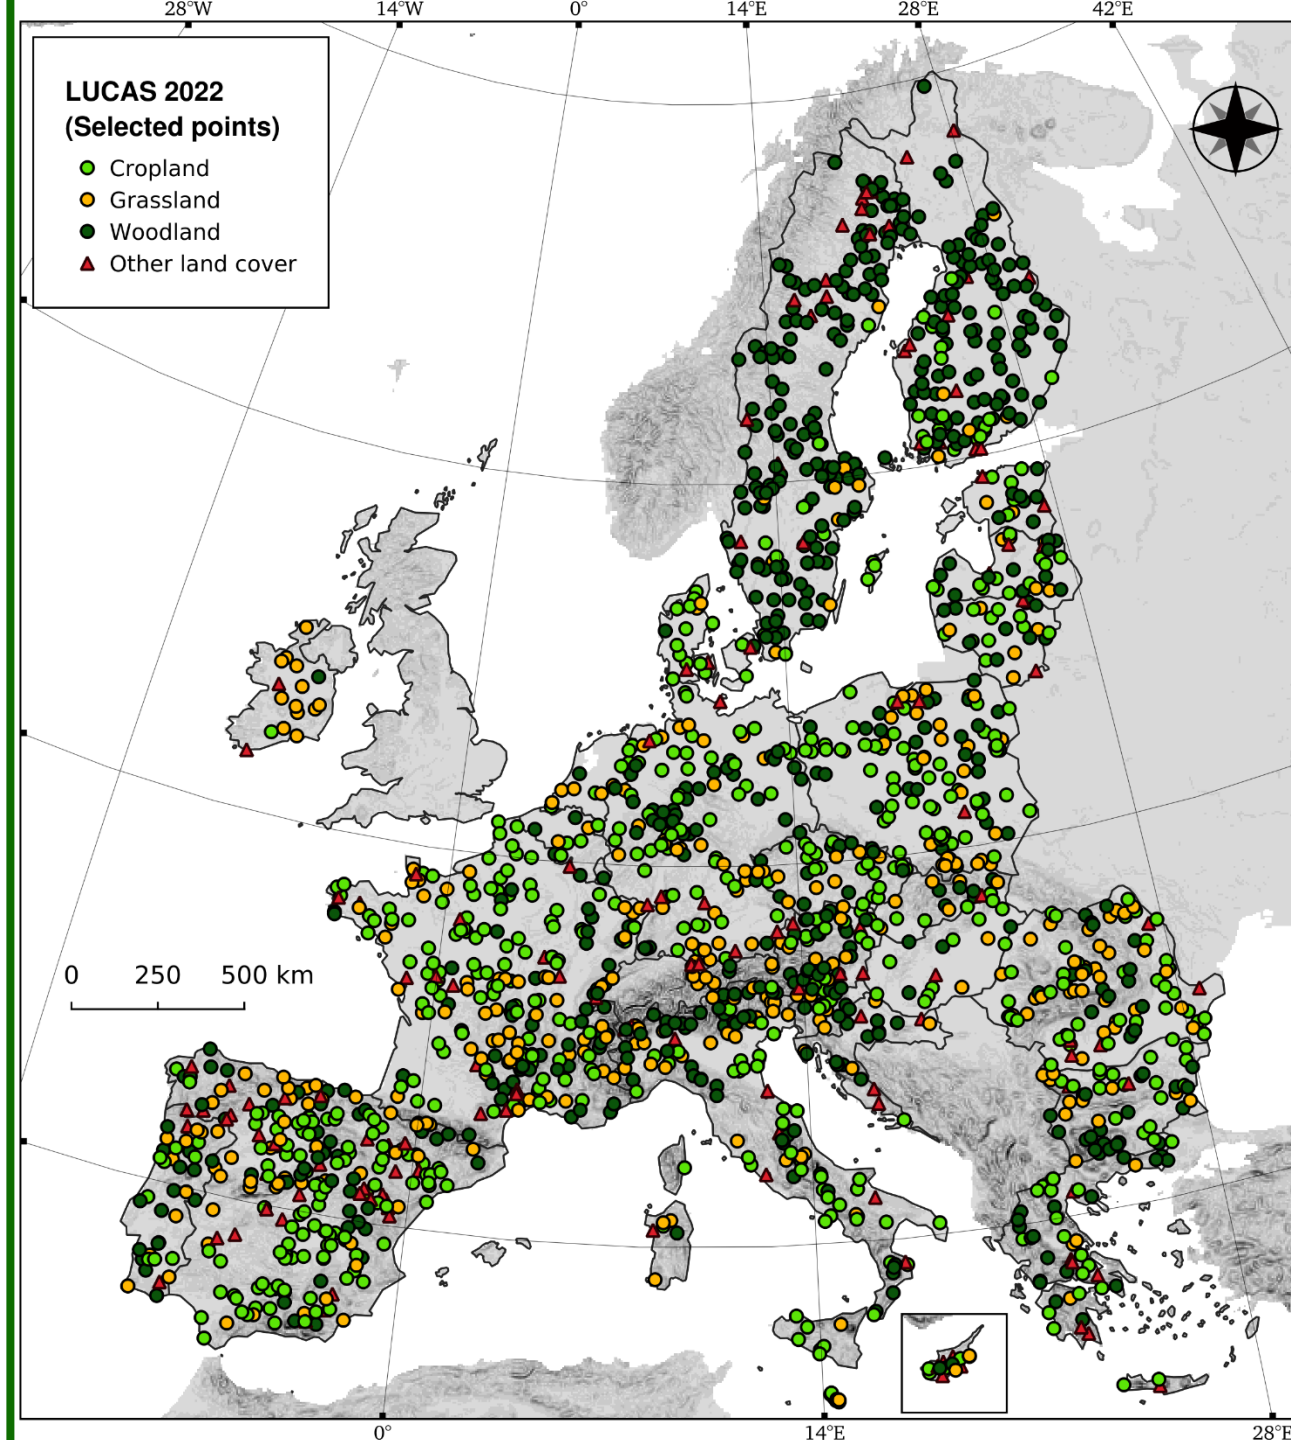 28°W 14°W 0° 14°E 28°E 42°E
LUCAS 2022
(Selected points)
Cropland
Grassland
Woodland
Other land cover
0 250 500 km
0° 14°E 28°E